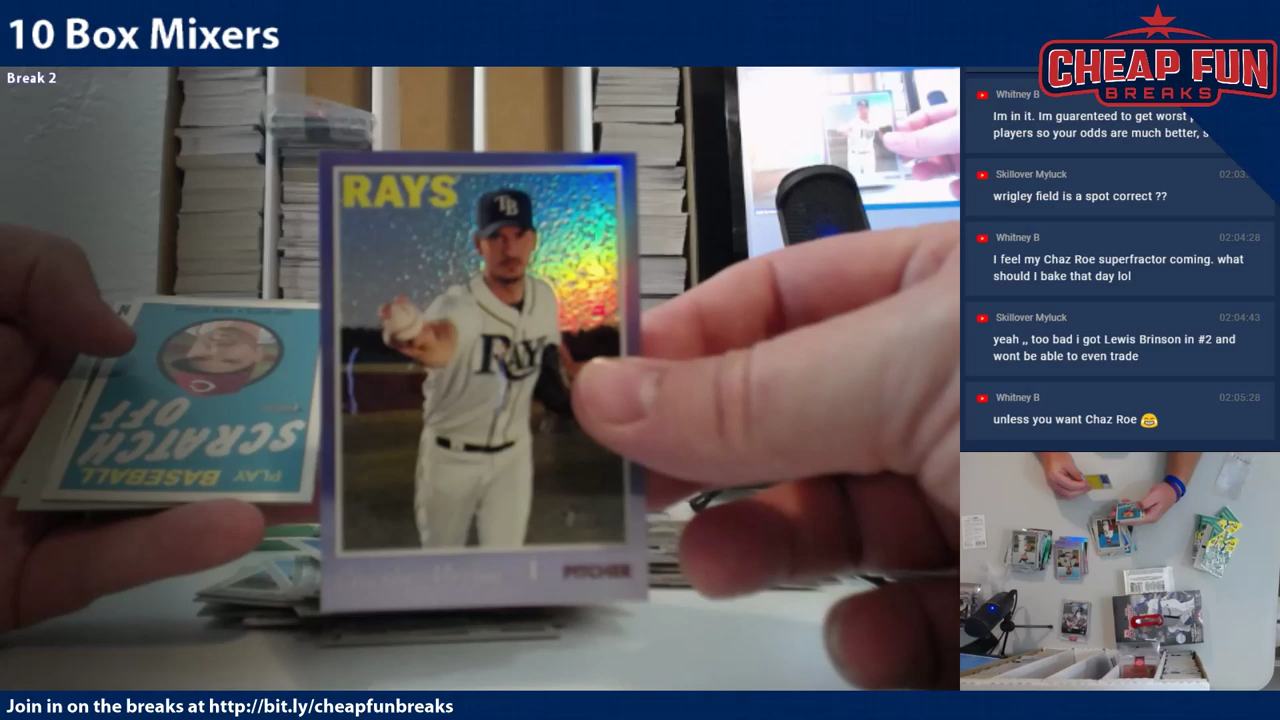 10 Box Mixers
Break 2
CHEAP FUN
BREAKS
Whitney B
Im in it. Im guarenteed to get worst
players so your odds are much better, s
Skillover Myluck 02:03
wrigley field is a spot correct ??
Whitney B 02:04:28
I feel my Chaz Roe superfractor coming. what
should I bake that day lol
Skillover Myluck 02:04:43
yeah ,, too bad i got Lewis Brinson in #2 and
wont be able to even trade
Whitney B 02:05:28
unless you want Chaz Roe 😂
RAYS
TB
RAYS
PITCHER
PLAY BASEBALL
SCRATCH
OFF
Join in on the breaks at http://bit.ly/cheapfunbreaks